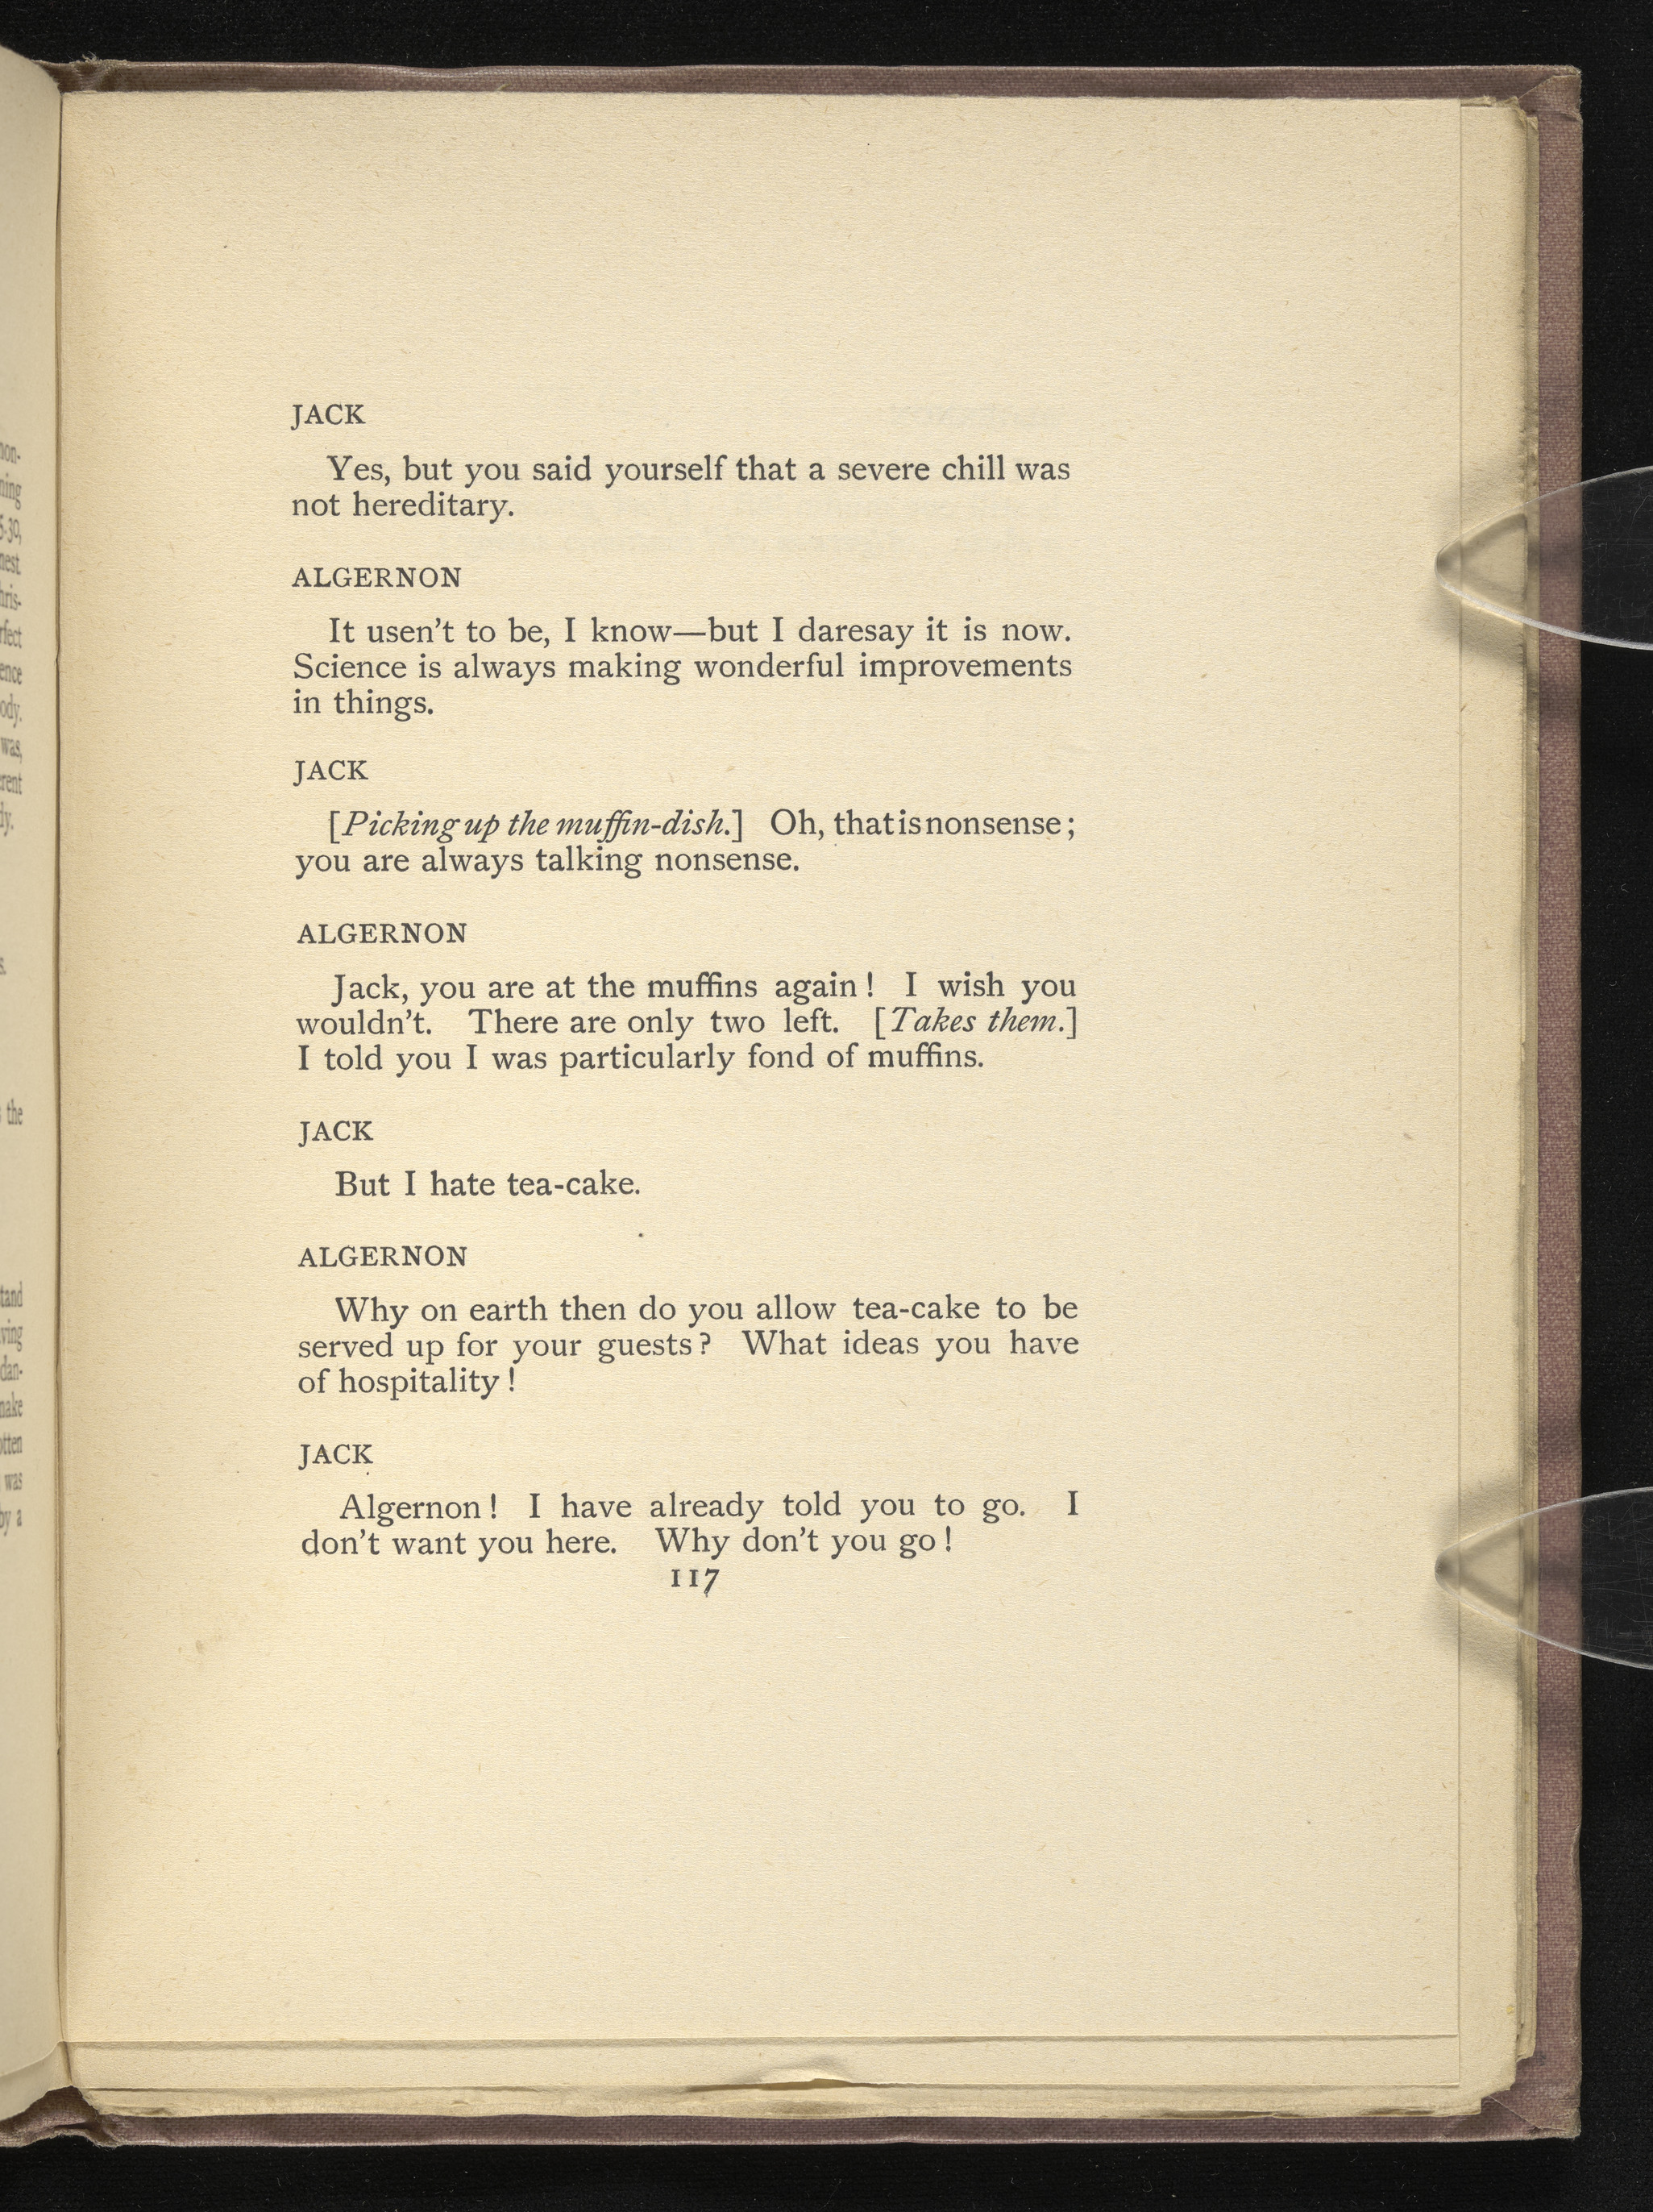 JACK
Yes, but you said yourself that a severe chill was
not hereditary.
ALGERNON
It usen't to be, I know—but I daresay it is now.
Science is always making wonderful improvements
in things.
JACK
[Picking up the muffin-dish.] Oh, that is nonsense;
you are always talking nonsense.
ALGERNON
Jack, you are at the muffins again! I wish you
wouldn't. There are only two left. [Takes them.]
I told you I was particularly fond of muffins.
JACK
But I hate tea-cake.
ALGERNON
Why on earth then do you allow tea-cake to be
served up for your guests? What ideas you have
of hospitality!
JACK
Algernon! I have already told you to go. I
don't want you here. Why don't you go!
117